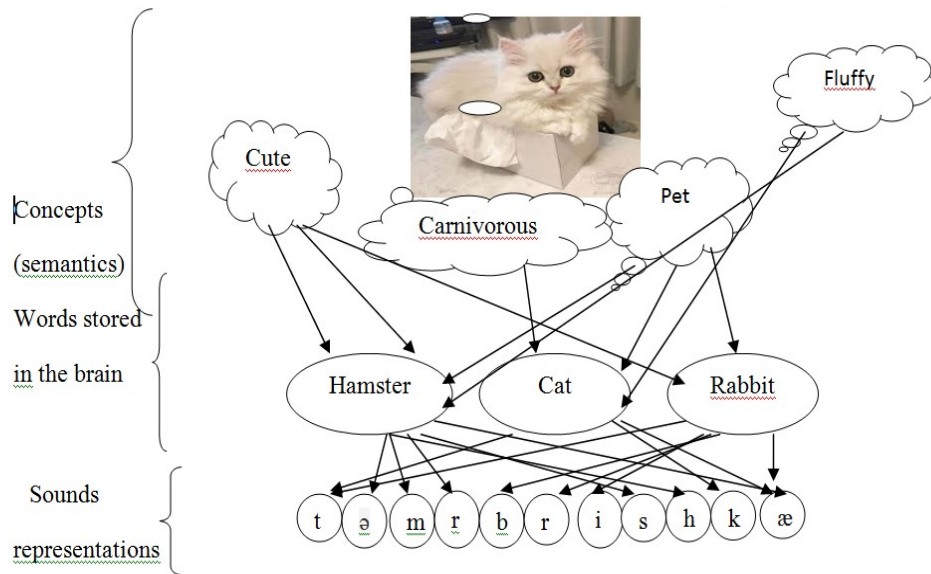 Fluffy
Cute
Pet
Concepts
Carnivorous
(semantics)
Words stored
in the brain
Hamster
Cat
Rabbit
Sounds
representations
t ə m r b r i s h k æ